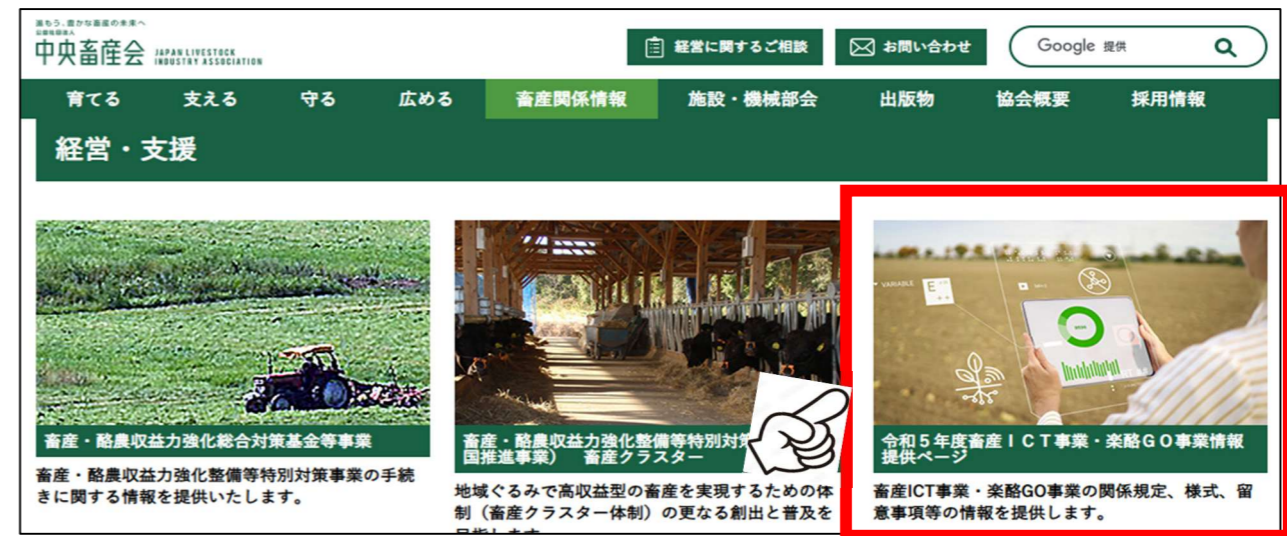 進もう、豊かな畜産の未来へ
公益社団法人
中央畜産会 JAPAN LIVESTOCK
INDUSTRY ASSOCIATION
経営に関するご相談
お問い合わせ
Google 提供
育てる 支える 守る 広める 畜産関係情報 施設・機械部会 出版物 協会概要 採用情報
経営・支援
畜産・酪農収益力強化総合対策基金等事業
畜産・酪農収益力強化整備等特別対策事業の手続
きに関する情報を提供いたします。
畜産・酪農収益力強化整備等特別対
国推進事業） 畜産クラスター
地域ぐるみで高収益型の畜産を実現するための体
制（畜産クラスター体制）の更なる創出と普及を
目指します
VARIABLE
E
令和５年度畜産ＩＣＴ事業・楽酪ＧＯ事業情報
提供ページ
畜産ICT事業・楽酪GO事業の関係規定、様式、留
意事項等の情報を提供します。